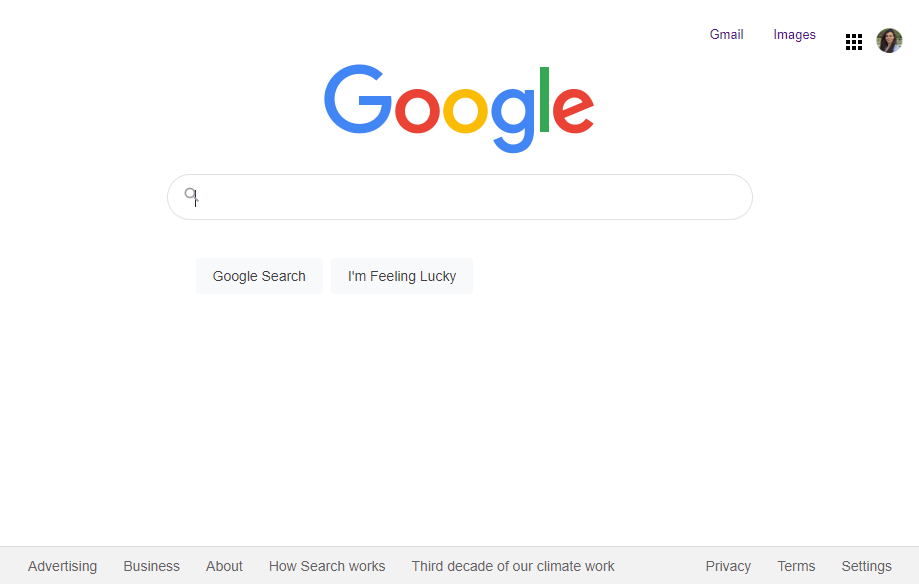 Gmail Images
Google
Google Search I'm Feeling Lucky
Advertising Business About How Search works Third decade of our climate work Privacy Terms Settings